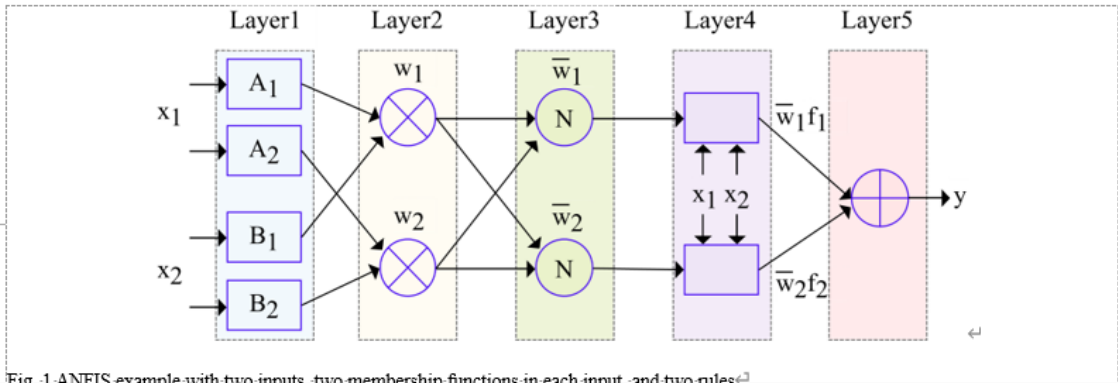 Layer1 Layer2 Layer3 Layer4 Layer5
w₁ w̅₁
A₁ N w̅₁f₁
x₁
A₂
x₁ x₂ y
w₂ w̅₂
B₁
x₂ N w̅₂f₂
B₂
Fig. 1 ANFIS example with two inputs, two membership functions in each input, and two rules